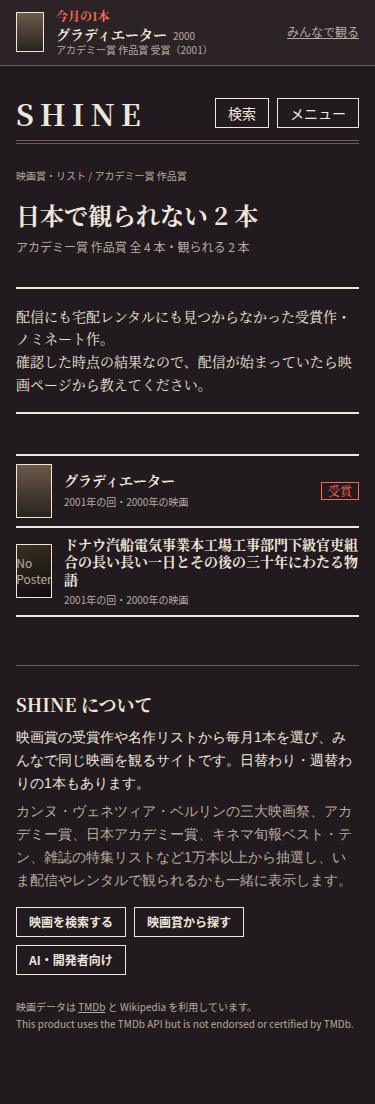 今月の1本
グラディエーター 2000
アカデミー賞 作品賞 受賞（2001）
みんなで観る
SHINE
検索
メニュー
映画賞・リスト / アカデミー賞 作品賞
日本で観られない 2 本
アカデミー賞 作品賞 全 4 本・観られる 2 本
配信にも宅配レンタルにも見つからなかった受賞作・
ノミネート作。
確認した時点の結果なので、配信が始まっていたら映
画ページから教えてください。
グラディエーター
2001年の回・2000年の映画
受賞
No
Poster
ドナウ汽船電気事業本工場工事部門下級官吏組
合の長い長い一日とその後の三十年にわたる物
語
2001年の回・2000年の映画
SHINE について
映画賞の受賞作や名作リストから毎月1本を選び、み
んなで同じ映画を観るサイトです。日替わり・週替わ
りの1本もあります。
カンヌ・ヴェネツィア・ベルリンの三大映画祭、アカ
デミー賞、日本アカデミー賞、キネマ旬報ベスト・テ
ン、雑誌の特集リストなど1万本以上から抽選し、い
ま配信やレンタルで観られるかも一緒に表示します。
映画を検索する
映画賞から探す
AI・開発者向け
映画データは TMDb と Wikipedia を利用しています。
This product uses the TMDb API but is not endorsed or certified by TMDb.